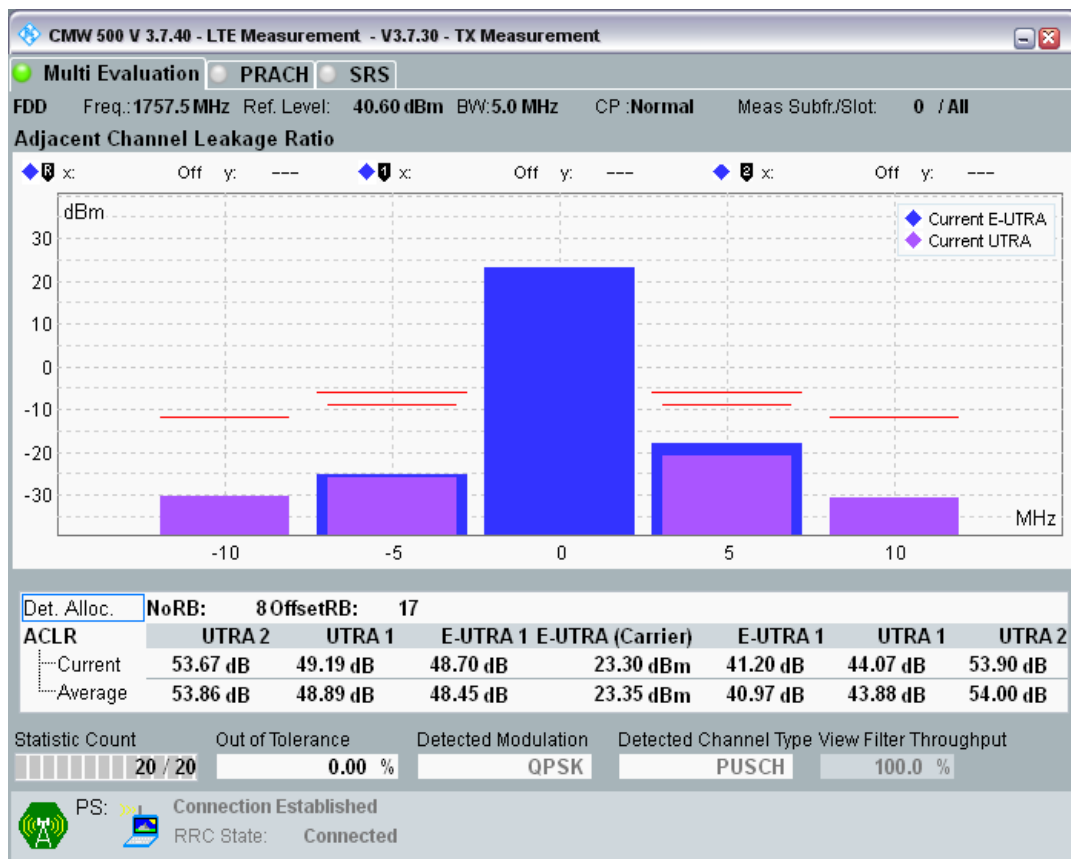 CMW 500 V 3.7.40 - LTE Measurement - V3.7.30 - TX Measurement
Multi Evaluation PRACH SRS
FDD Freq.:1757.5 MHz Ref. Level: 40.60 dBm BW:5.0 MHz CP :Normal Meas Subfr./Slot: 0 / All
Adjacent Channel Leakage Ratio
R x: Off y: --- 1 x: Off y: --- 2 x: Off y: ---
dBm
Current E-UTRA
Current UTRA
30
20
10
0
-10
-20
-30
MHz
-10 -5 0 5 10
Det. Alloc. NoRB: 8 OffsetRB: 17
ACLR UTRA 2 UTRA 1 E-UTRA 1 E-UTRA (Carrier) E-UTRA 1 UTRA 1 UTRA 2
Current 53.67 dB 49.19 dB 48.70 dB 23.30 dBm 41.20 dB 44.07 dB 53.90 dB
Average 53.86 dB 48.89 dB 48.45 dB 23.35 dBm 40.97 dB 43.88 dB 54.00 dB
Statistic Count Out of Tolerance Detected Modulation Detected Channel Type View Filter Throughput
20 / 20 0.00 % QPSK PUSCH 100.0 %
PS: Connection Established
RRC State: Connected